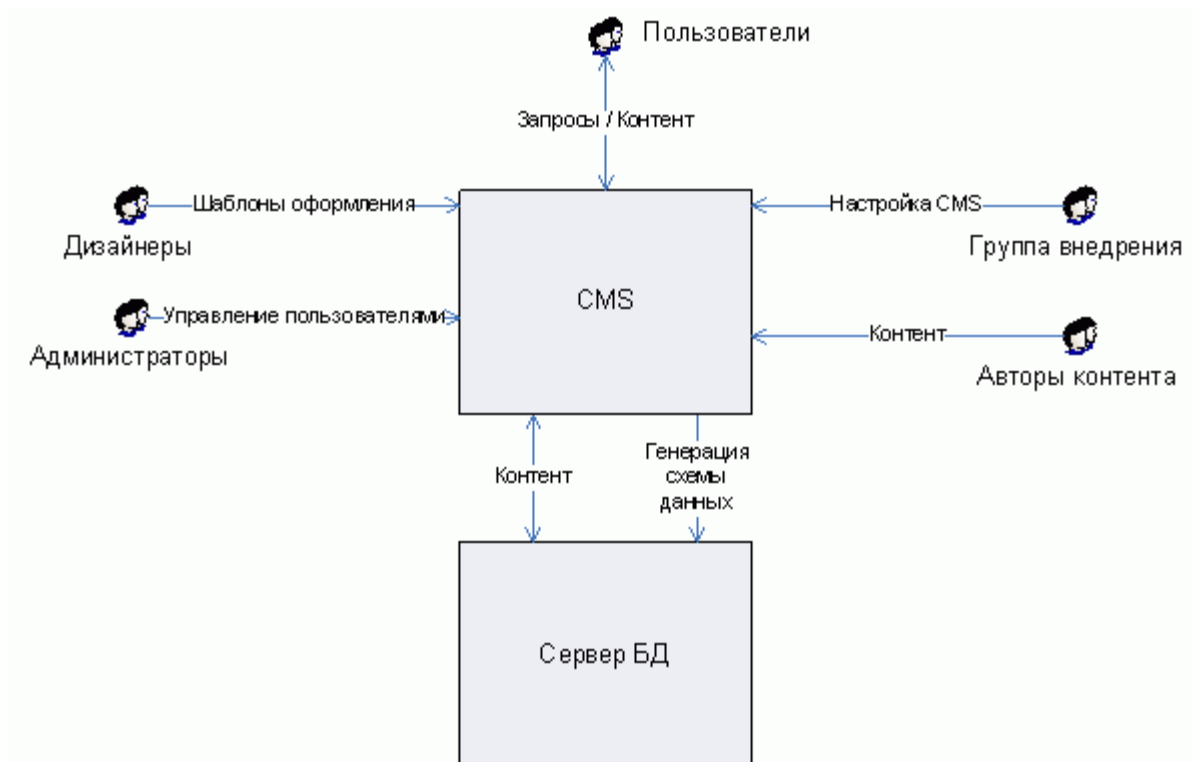 Пользователи
Запросы / Контент
Шаблоны оформления
Настройка CMS
Дизайнеры
Группа внедрения
CMS
Управление пользователями
Контент
Администраторы
Авторы контента
Генерация
схемы
данных
Контент
Сервер БД